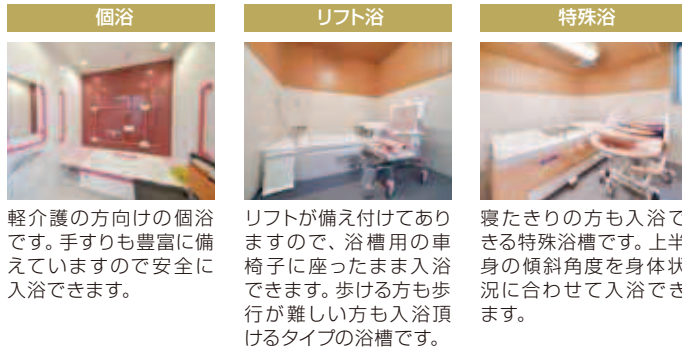 個浴
軽介護の方向けの個浴
です。手すりも豊富に備
えていますので安全に
入浴できます。
リフト浴
リフトが備え付けてあり
ますので、浴槽用の車
椅子に座ったまま入浴
できます。歩ける方も歩
行が難しい方も入浴頂
けるタイプの浴槽です。
特殊浴
寝たきりの方も入浴で
きる特殊浴槽です。上半
身の傾斜角度を身体状
況に合わせて入浴でき
ます。